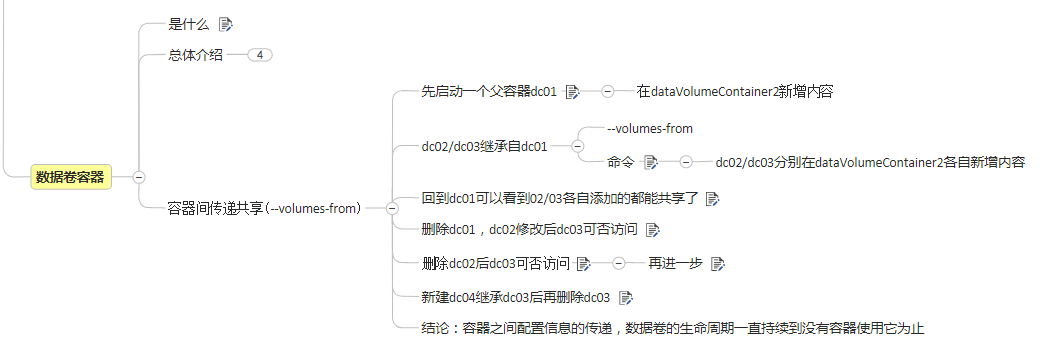 是什么
总体介绍
4
先启动一个父容器dc01
在dataVolumeContainer2新增内容
dc02/dc03继承自dc01
--volumes-from
命令
dc02/dc03分别在dataVolumeContainer2各自新增内容
数据卷容器
容器间传递共享(--volumes-from)
回到dc01可以看到02/03各自添加的都能共享了
删除dc01，dc02修改后dc03可否访问
删除dc02后dc03可否访问
再进一步
新建dc04继承dc03后再删除dc03
结论：容器之间配置信息的传递，数据卷的生命周期一直持续到没有容器使用它为止